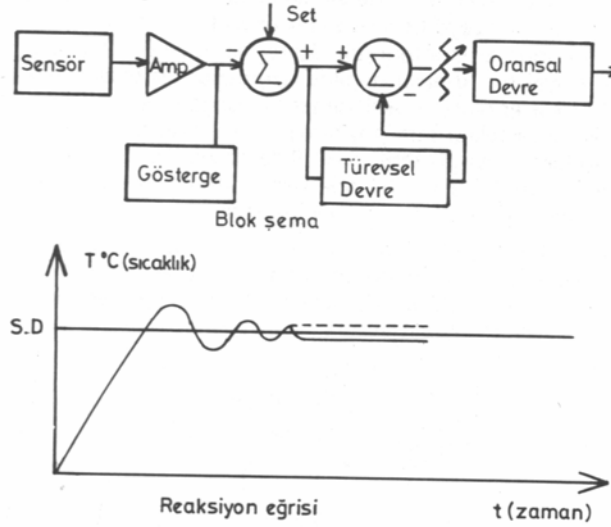 Set
Sensör
Amp.
−
Σ
+
+
Σ
−
Oransal
Devre
Gösterge
Türevsel
Devre
Blok şema
T °C (sıcaklık)
S.D
Reaksiyon eğrisi
t (zaman)